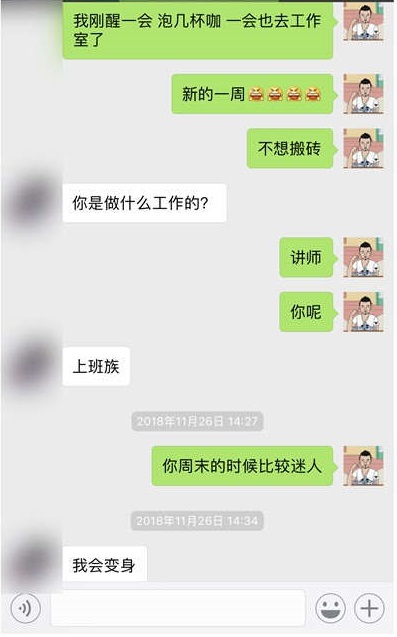 我刚醒一会 泡几杯咖 一会也去工作
室了
新的一周😆😆😆😆
不想搬砖
你是做什么工作的?
讲师
你呢
上班族
2018年11月26日 14:27
你周末的时候比较迷人
2018年11月26日 14:34
我会变身